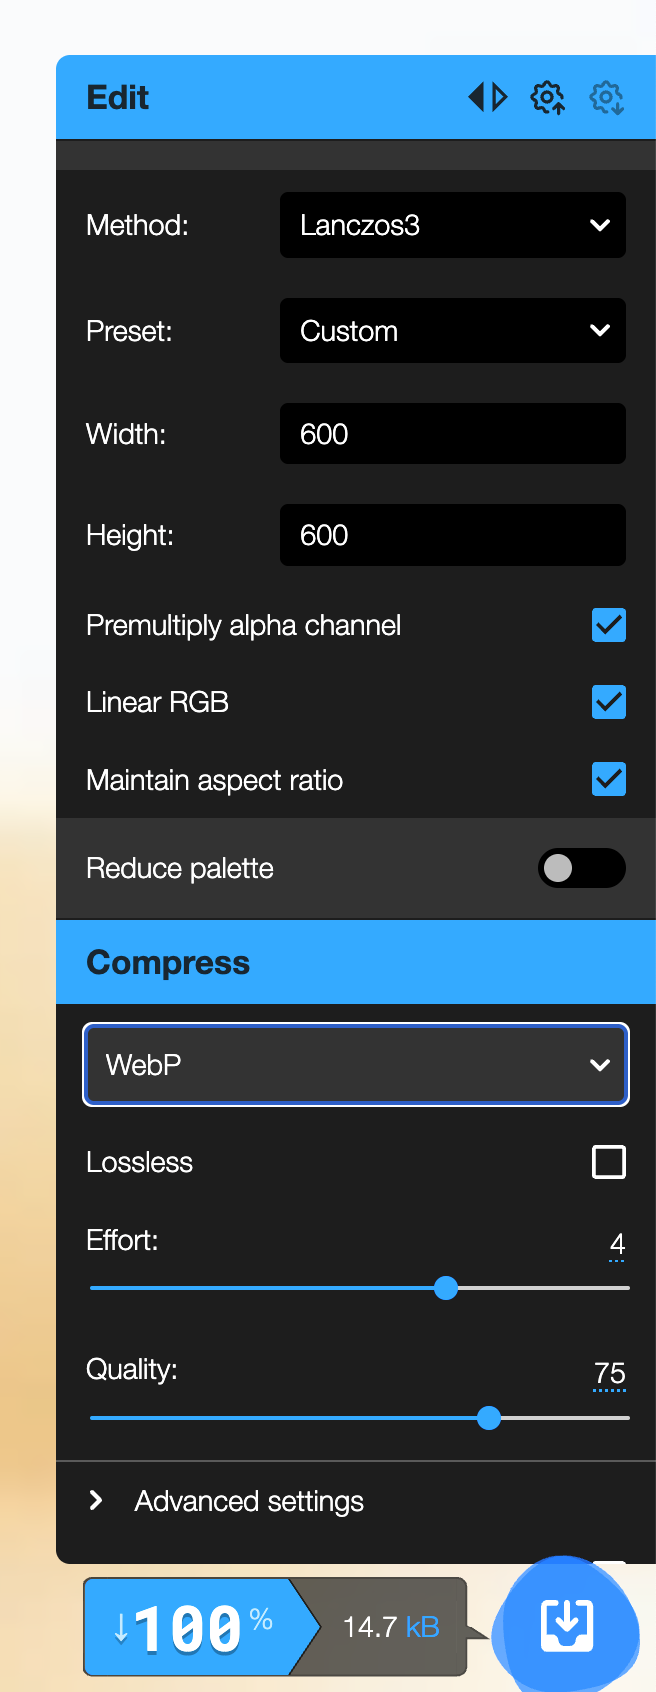 Edit
Method: Lanczos3
Preset: Custom
Width: 600
Height: 600
Premultiply alpha channel
Linear RGB
Maintain aspect ratio
Reduce palette
Compress
WebP
Lossless
Effort: 4
Quality: 75
Advanced settings
↓100% 14.7 kB